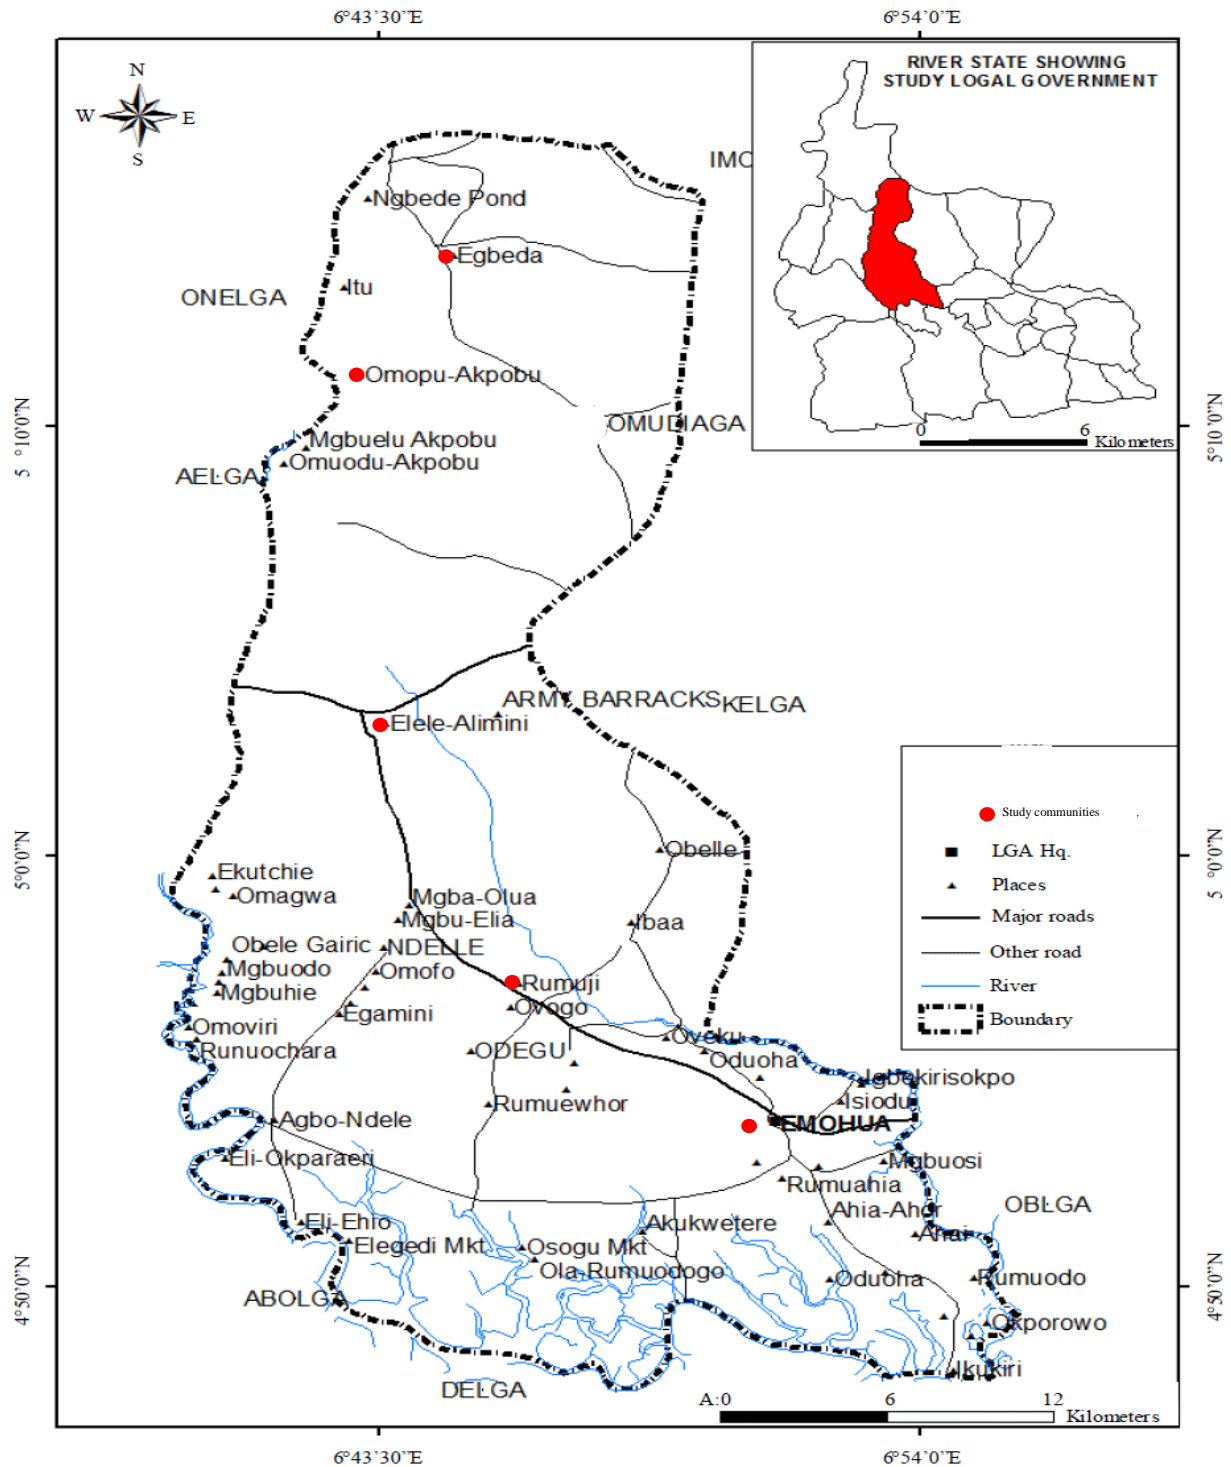 6°43'30"E
6°54'0"E
N
W
E
S
RIVER STATE SHOWING
STUDY LOGAL GOVERNMENT
IMO
Ngbede Pond
Egbeda
Itu
ONELGA
Omopu-Akpobu
5 °10'0"N
5°10'0"N
OMUDIAGA
0
6
Kilometers
Mgbuelu Akpobu
Omuodu-Akpobu
AELGA
ARMY BARRACKS
KELGA
Elele-Alimini
Study communities
LGA Hq.
Places
Major roads
Other road
River
Boundary
5°0'0"N
5 °0'0"N
Obelle
Ekutchie
Omagwa
Mgba-Olua
Mgbu-Elia
Ibaa
Obele Gairic
NDELLE
Mgbuodo
Omofo
Mgbuhie
Rumuji
Ovogo
Egamini
Omoviri
Runuochara
ODEGU
Oveku
Oduoha
Igbokirisokpo
Isiodu
Rumuewhor
Agbo-Ndele
EMOHUA
Eli-Okparaeri
Mgbuosi
Rumuahia
Eli-Ehio
Elegedi Mkt
Akukwetere
Ahia-Ahor
OBLGA
Osogu Mkt
Ahai
Ola-Rumuodogo
Oduoha
Rumuodo
4°50'0"N
4°50'0"N
ABOLGA
Okporowo
Ikukiri
DELGA
A:0
6
12
Kilometers
6°43'30"E
6°54'0"E